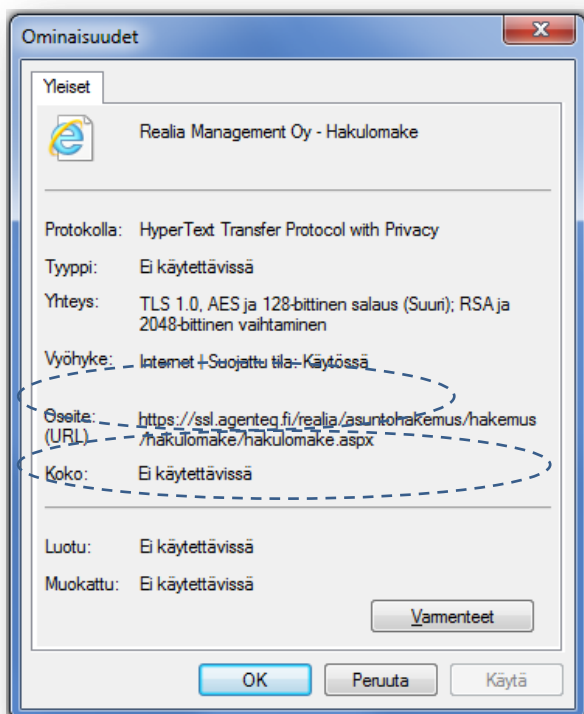 Ominaisuudet
Yleiset
Realia Management Oy - Hakulomake
Protokolla: HyperText Transfer Protocol with Privacy
Tyyppi: Ei käytettävissä
Yhteys: TLS 1.0, AES ja 128-bittinen salaus (Suuri); RSA ja
2048-bittinen vaihtaminen
Vyöhyke: Internet | Suojattu tila: Käytössä
Osoite: https://ssl.agenteq.fi/realia/asuntohakemus/hakemus
(URL) /hakulomake/hakulomake.aspx
Koko: Ei käytettävissä
Luotu: Ei käytettävissä
Muokattu: Ei käytettävissä
Varmenteet
OK Peruuta Käytä